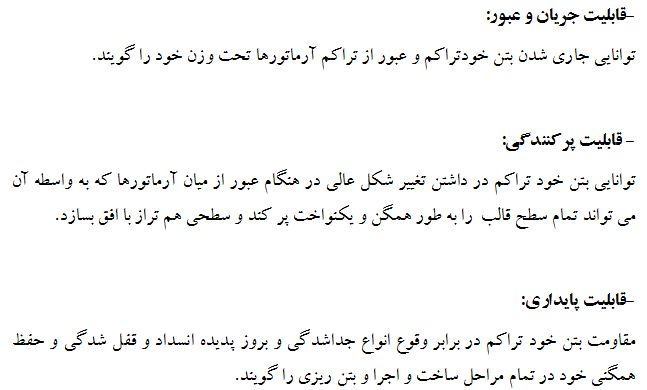 -قابلیت جریان و عبور:
توانایی جاری شدن بتن خودتراکم و عبور از تراکم آرماتورها تحت وزن خود را گویند.
- قابلیت پرکنندگی:
توانایی بتن خود تراکم در داشتن تغییر شکل عالی در هنگام عبور از میان آرماتورها که به واسطه آن
می تواند تمام سطح قالب را به طور همگن و یکنواخت پر کند و سطحی هم تراز با افق بسازد.
-قابلیت پایداری:
مقاومت بتن خود تراکم در برابر وقوع انواع جداشدگی و بروز پدیده انسداد و قفل شدگی و حفظ
همگنی خود در تمام مراحل ساخت و اجرا و بتن ریزی را گویند.